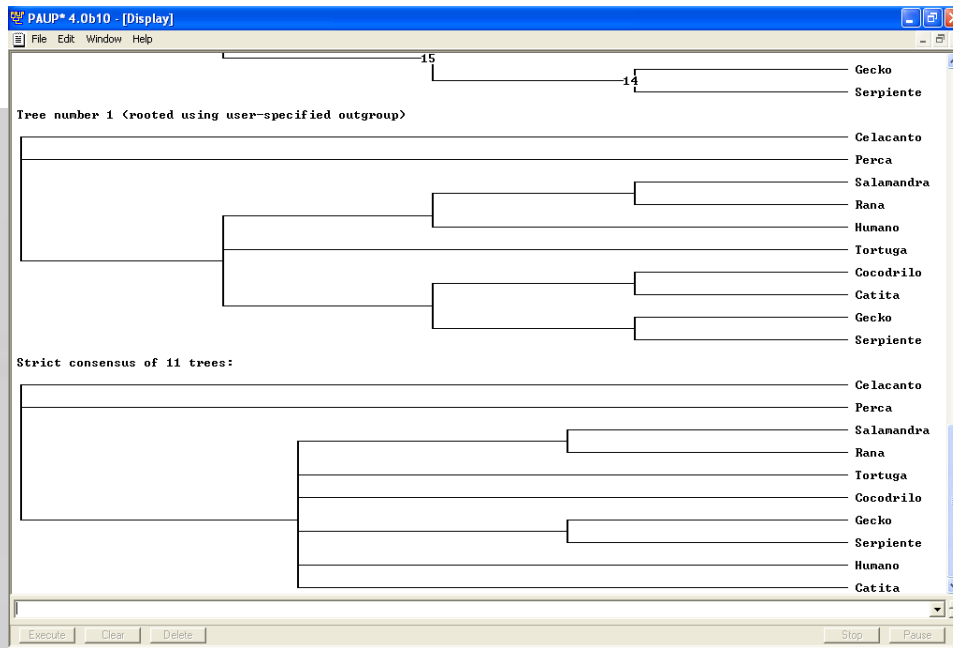 PAUP* 4.0b10 - [Display]
File Edit Window Help
15
Gecko
14
Serpiente
Tree number 1 (rooted using user-specified outgroup)
Celacanto
Perca
Salamandra
Rana
Humano
Tortuga
Cocodrilo
Catita
Gecko
Serpiente
Strict consensus of 11 trees:
Celacanto
Perca
Salamandra
Rana
Tortuga
Cocodrilo
Gecko
Serpiente
Humano
Catita
Execute Clear Delete Stop Pause